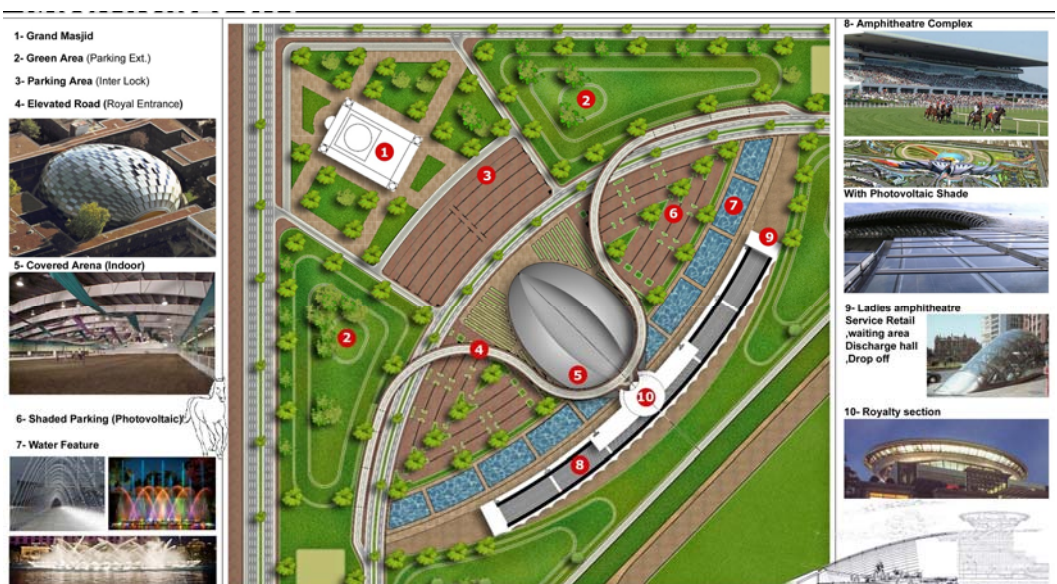 1- Grand Masjid
2- Green Area (Parking Ext.)
3- Parking Area (Inter Lock)
4- Elevated Road (Royal Entrance)
5- Covered Arena (Indoor)
6- Shaded Parking (Photovoltaic)
7- Water Feature
1
2
3
2
6
7
9
4
5
10
8
8- Amphitheatre Complex
With Photovoltaic Shade
9- Ladies amphitheatre
Service Retail
,waiting area
Discharge hall
,Drop off
10- Royalty section